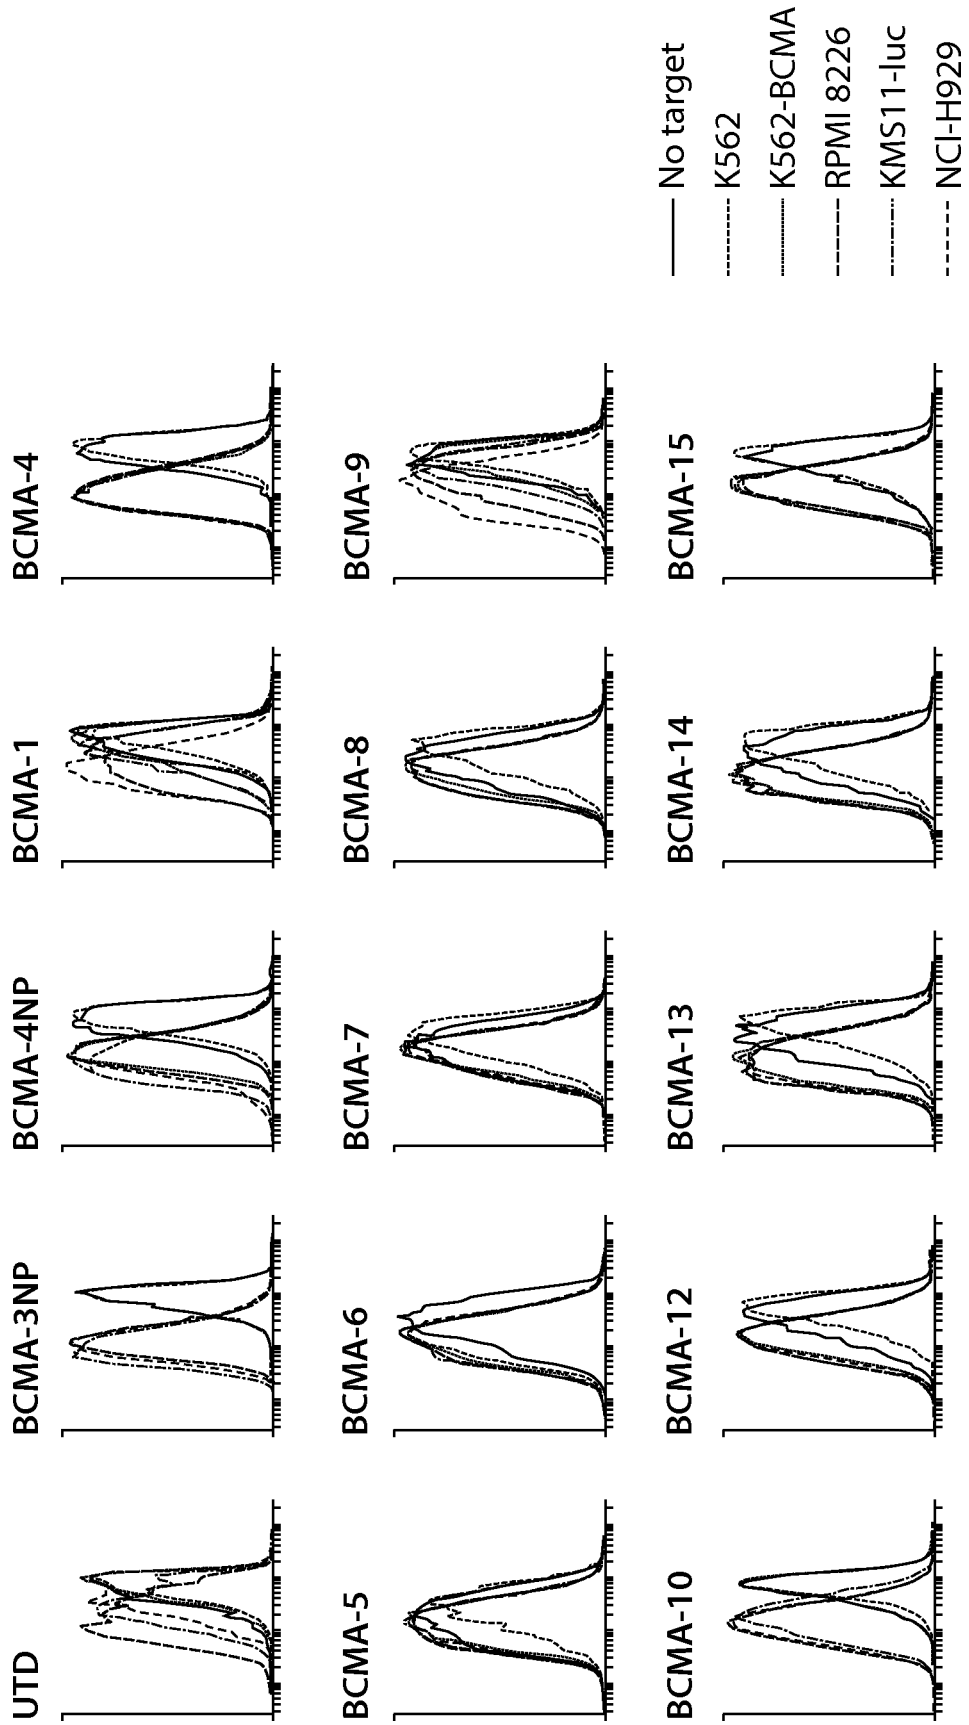 UTD
BCMA-3NP
BCMA-4NP
BCMA-1
BCMA-4
BCMA-5
BCMA-6
BCMA-7
BCMA-8
BCMA-9
BCMA-10
BCMA-12
BCMA-13
BCMA-14
BCMA-15
No target
K562
K562-BCMA
RPMI 8226
KMS11-luc
NCI-H929